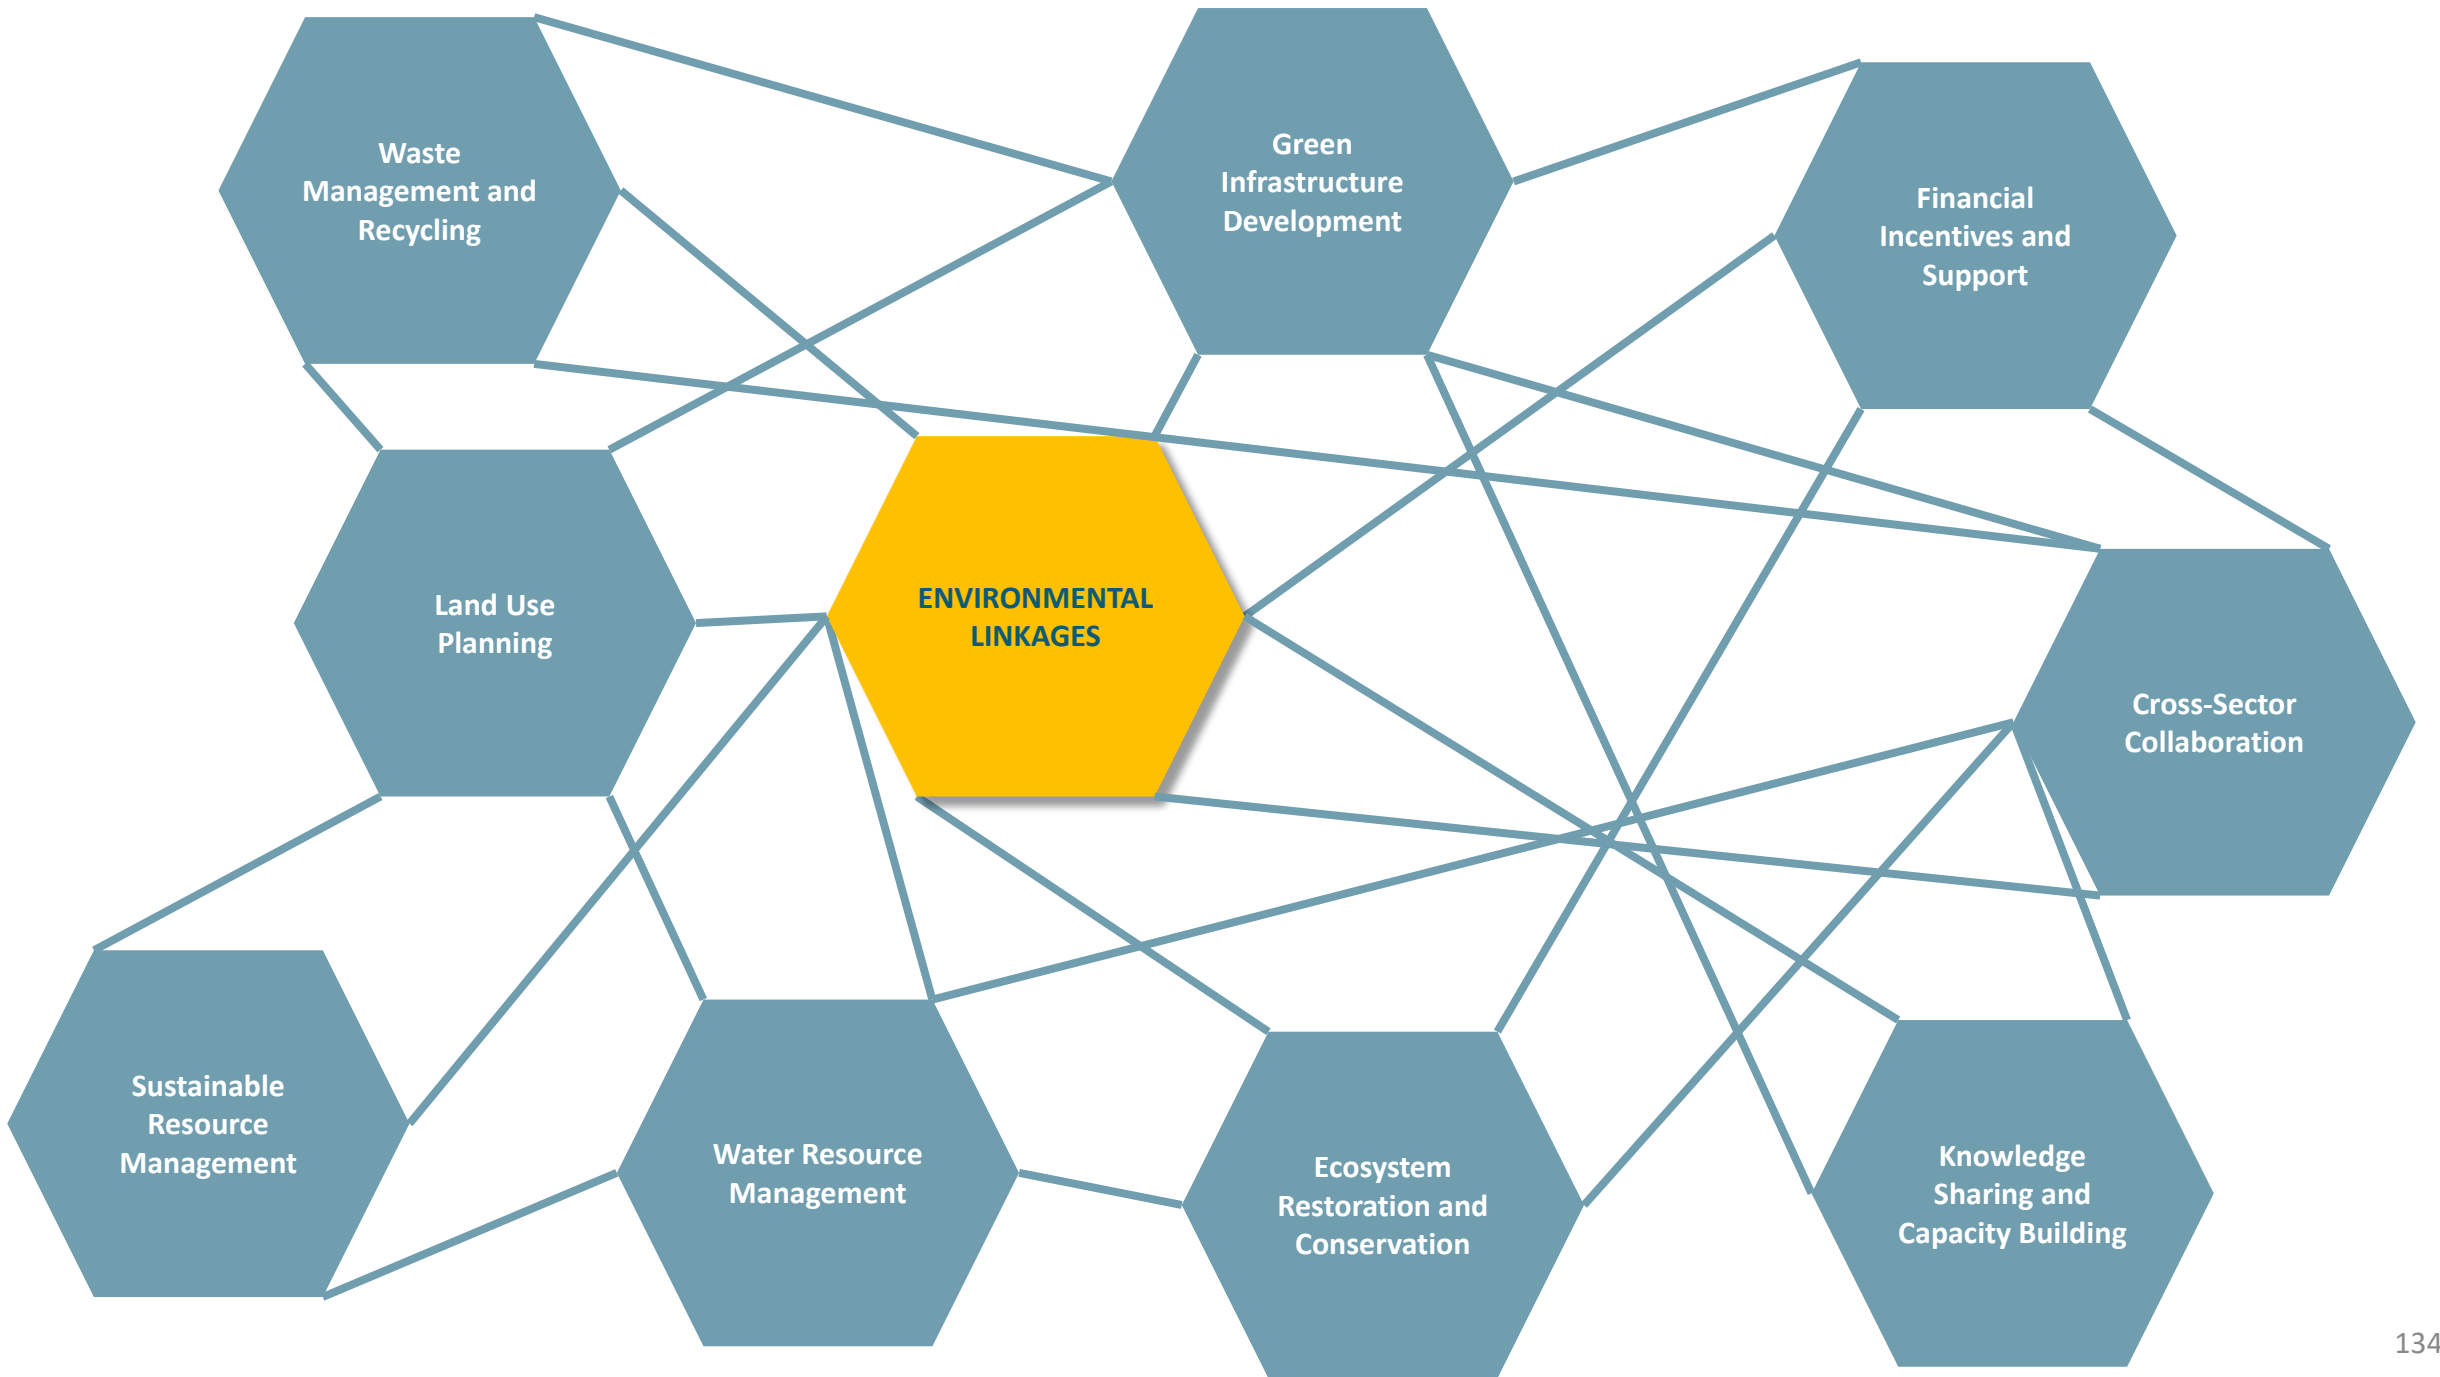 Waste
Management and
Recycling
Green
Infrastructure
Development
Financial
Incentives and
Support
Land Use
Planning
ENVIRONMENTAL
LINKAGES
Cross-Sector
Collaboration
Sustainable
Resource
Management
Water Resource
Management
Ecosystem
Restoration and
Conservation
Knowledge
Sharing and
Capacity Building
134